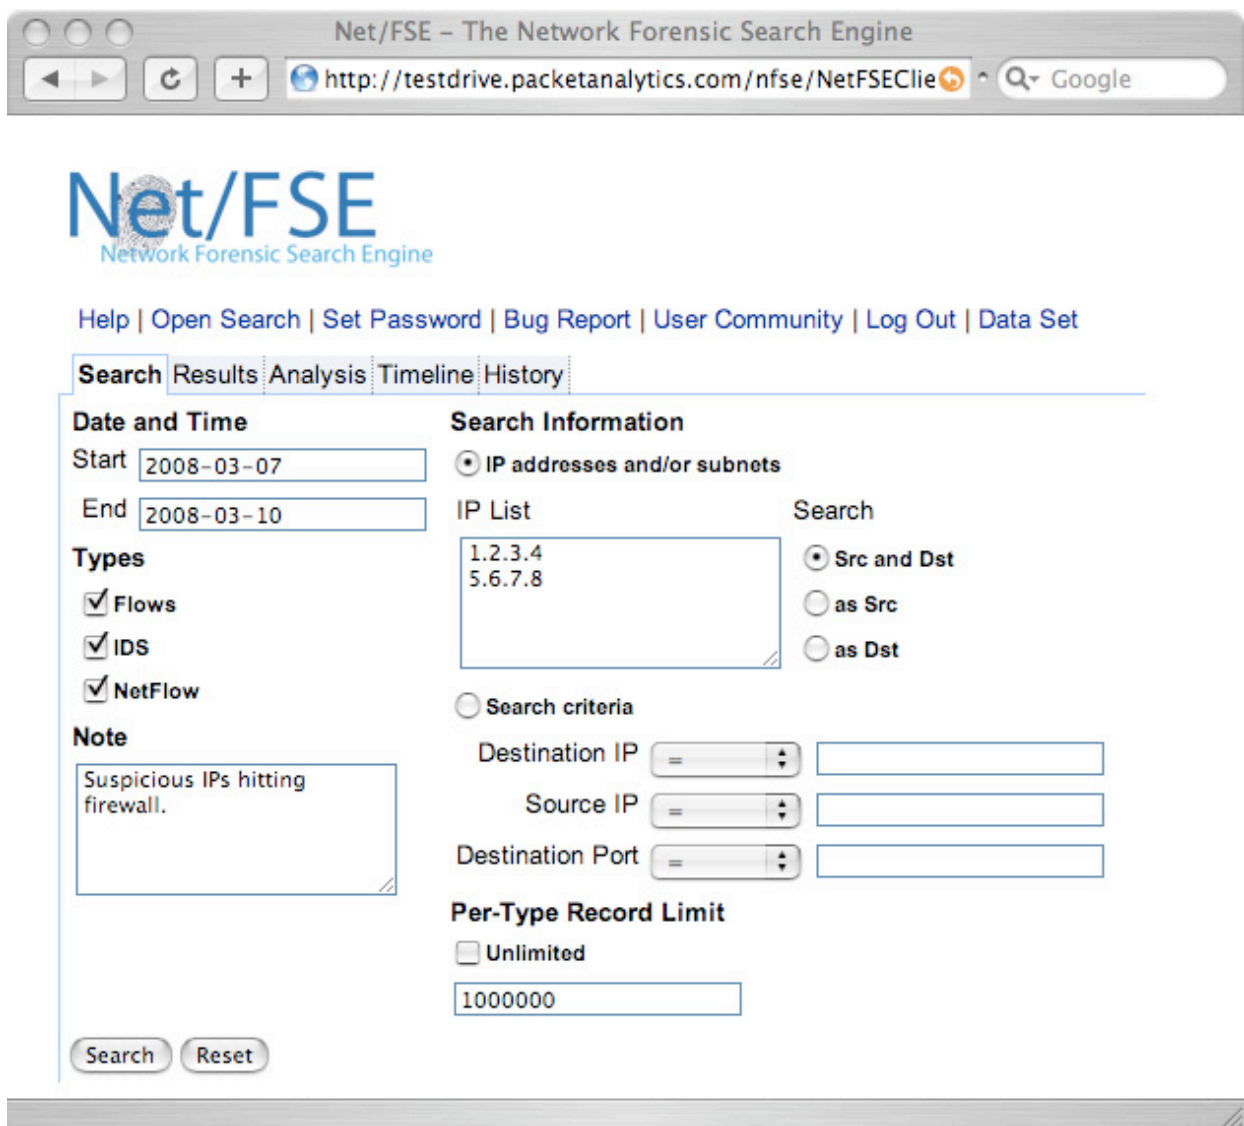 Net/FSE – The Network Forensic Search Engine
http://testdrive.packetanalytics.com/nfse/NetFSEClie
Google
Net/FSE
Network Forensic Search Engine
Help | Open Search | Set Password | Bug Report | User Community | Log Out | Data Set
Search Results Analysis Timeline History
Date and Time
Start 2008-03-07
End 2008-03-10
Types
Flows
IDS
NetFlow
Note
Suspicious IPs hitting
firewall.
Search Information
IP addresses and/or subnets
IP List
1.2.3.4
5.6.7.8
Search
Src and Dst
as Src
as Dst
Search criteria
Destination IP =
Source IP =
Destination Port =
Per-Type Record Limit
Unlimited
1000000
Search Reset